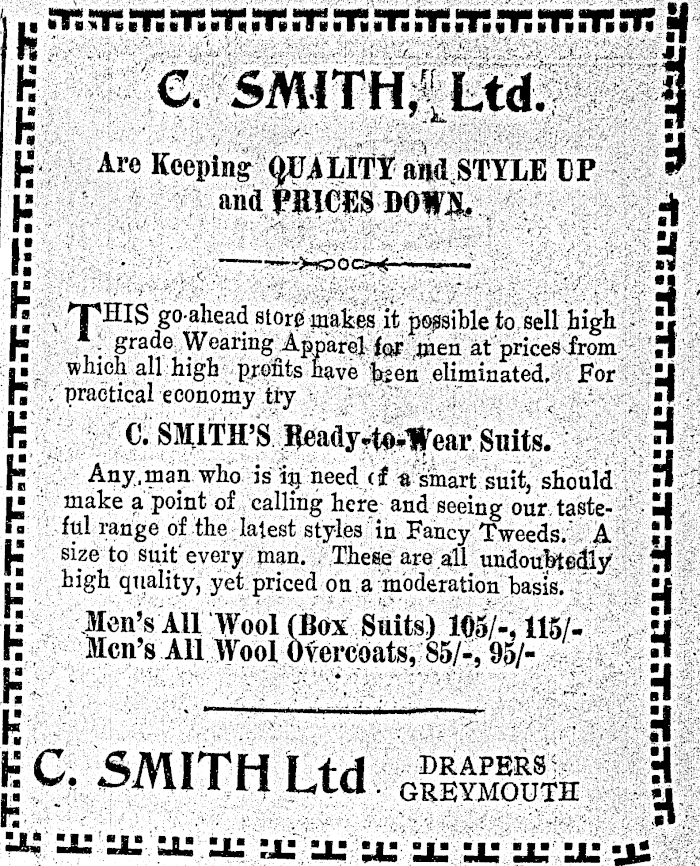 C. SMITH, Ltd.
Are Keeping QUALITY and STYLE UP
and PRICES DOWN.
THIS go-ahead store makes it possible to sell high
grade Wearing Apparel for men at prices from
which all high profits have been eliminated. For
practical economy try
C. SMITH'S Ready-to-Wear Suits.
Any man who is in need of a smart suit, should
make a point of calling here and seeing our taste-
ful range of the latest styles in Fancy Tweeds. A
size to suit every man. These are all undoubtedly
high quality, yet priced on a moderation basis.
Men's All Wool (Box Suits) 105/-, 115/-
Men's All Wool Overcoats, 85/-, 95/-
C. SMITH Ltd
DRAPERS
GREYMOUTH